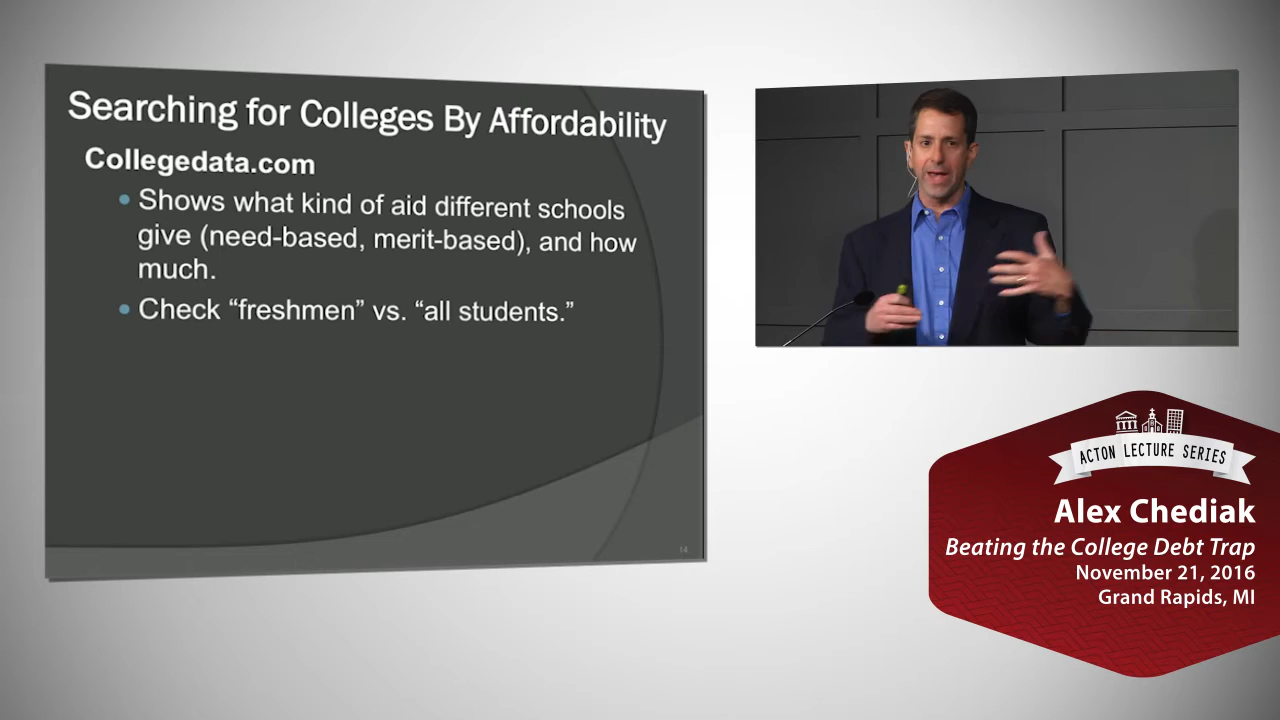 Searching for Colleges By Affordability
Collegedata.com
Shows what kind of aid different schools
give (need-based, merit-based), and how
much.
Check “freshmen” vs. “all students.”
14
ACTON LECTURE SERIES
Alex Chediak
Beating the College Debt Trap
November 21, 2016
Grand Rapids, MI